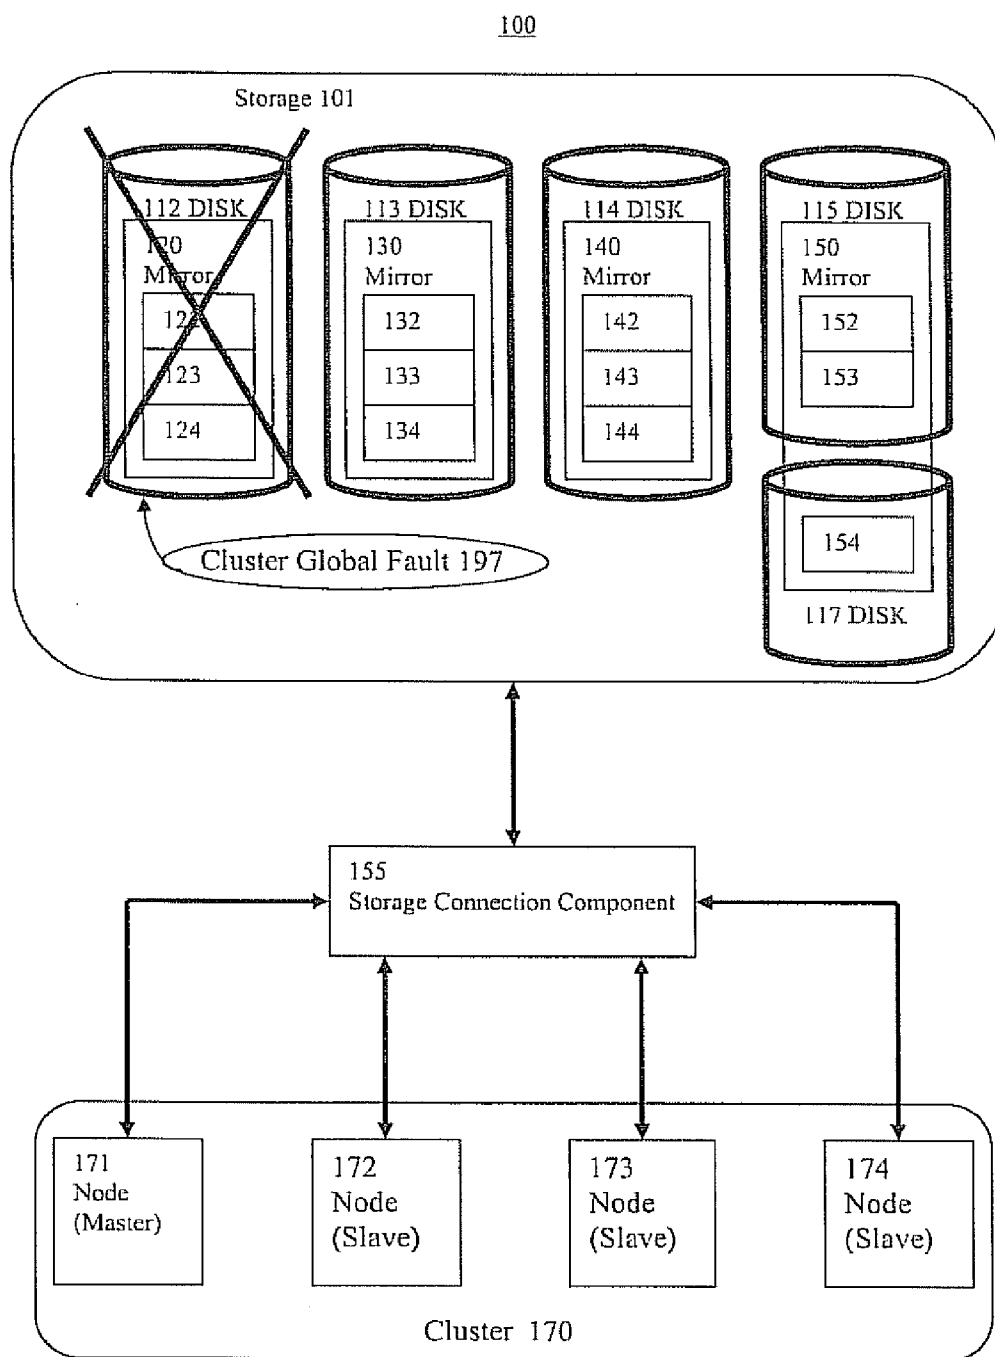 100
Storage 101
112 DISK
120
Mirror
122
123
124
113 DISK
130
Mirror
132
133
134
114 DISK
140
Mirror
142
143
144
115 DISK
150
Mirror
152
153
154
117 DISK
Cluster Global Fault 197
155
Storage Connection Component
171
Node
(Master)
172
Node
(Slave)
173
Node
(Slave)
174
Node
(Slave)
Cluster 170